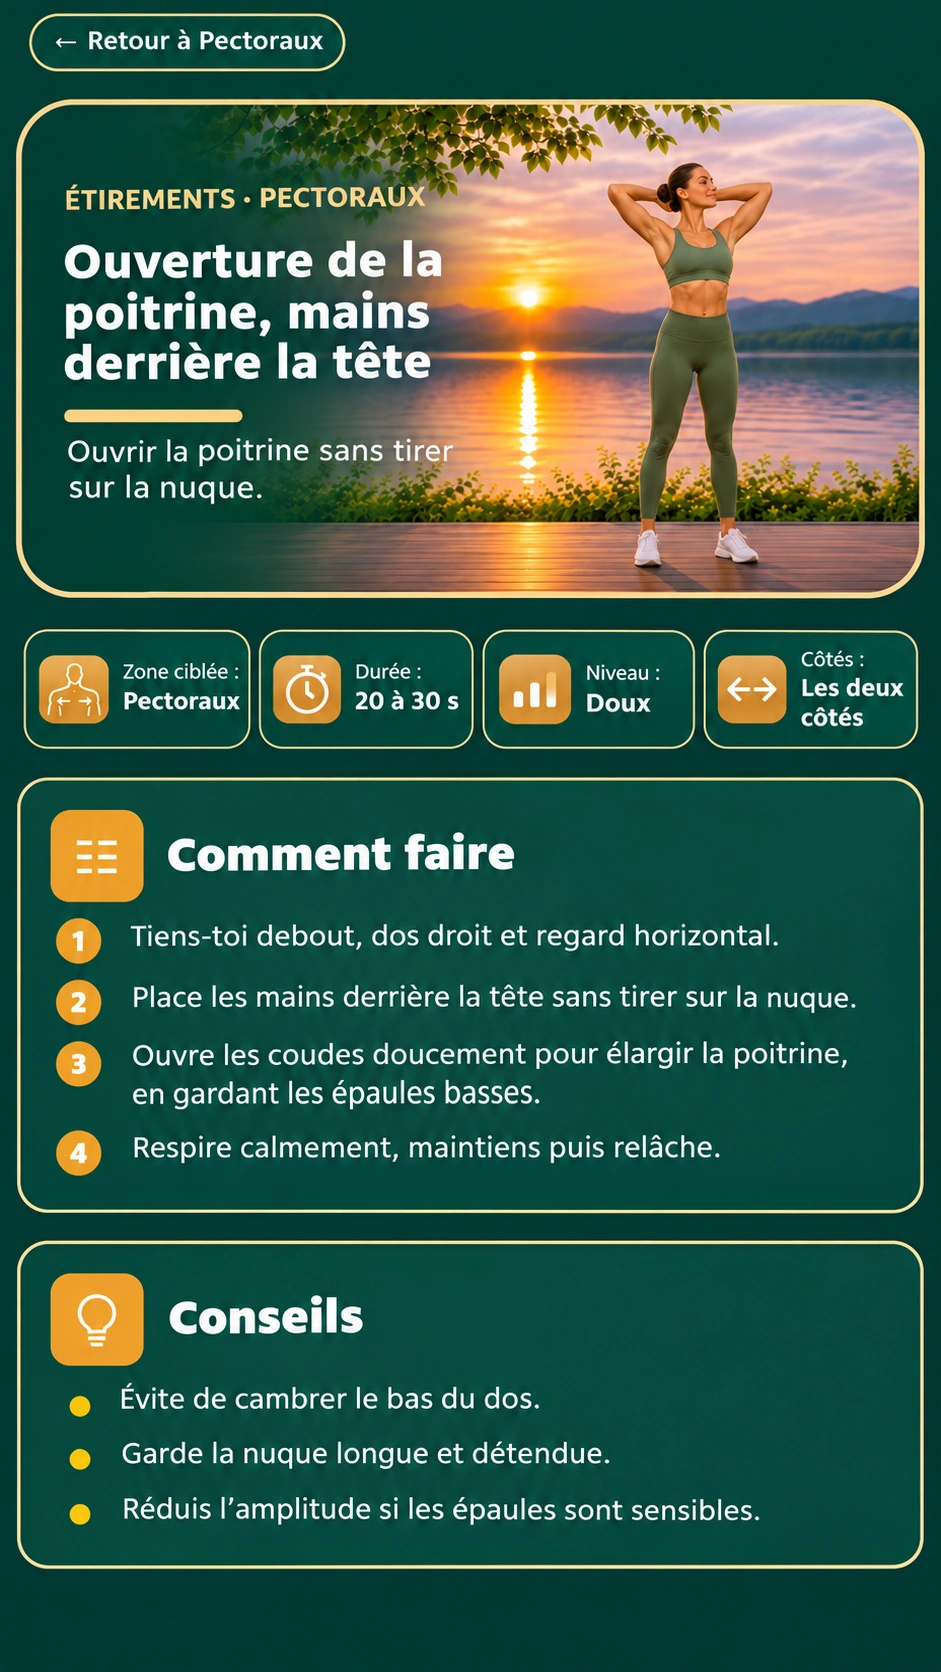 ← Retour à Pectoraux
ÉTIREMENTS · PECTORAUX
Ouverture de la
poitrine, mains
derrière la tête
Ouvrir la poitrine sans tirer
sur la nuque.
Zone ciblée :
Pectoraux
Durée :
20 à 30 s
Niveau :
Doux
Côtés :
Les deux
côtés
Comment faire
1 Tiens-toi debout, dos droit et regard horizontal.
2 Place les mains derrière la tête sans tirer sur la nuque.
3 Ouvre les coudes doucement pour élargir la poitrine,
en gardant les épaules basses.
4 Respire calmement, maintiens puis relâche.
Conseils
Évite de cambrer le bas du dos.
Garde la nuque longue et détendue.
Réduis l’amplitude si les épaules sont sensibles.